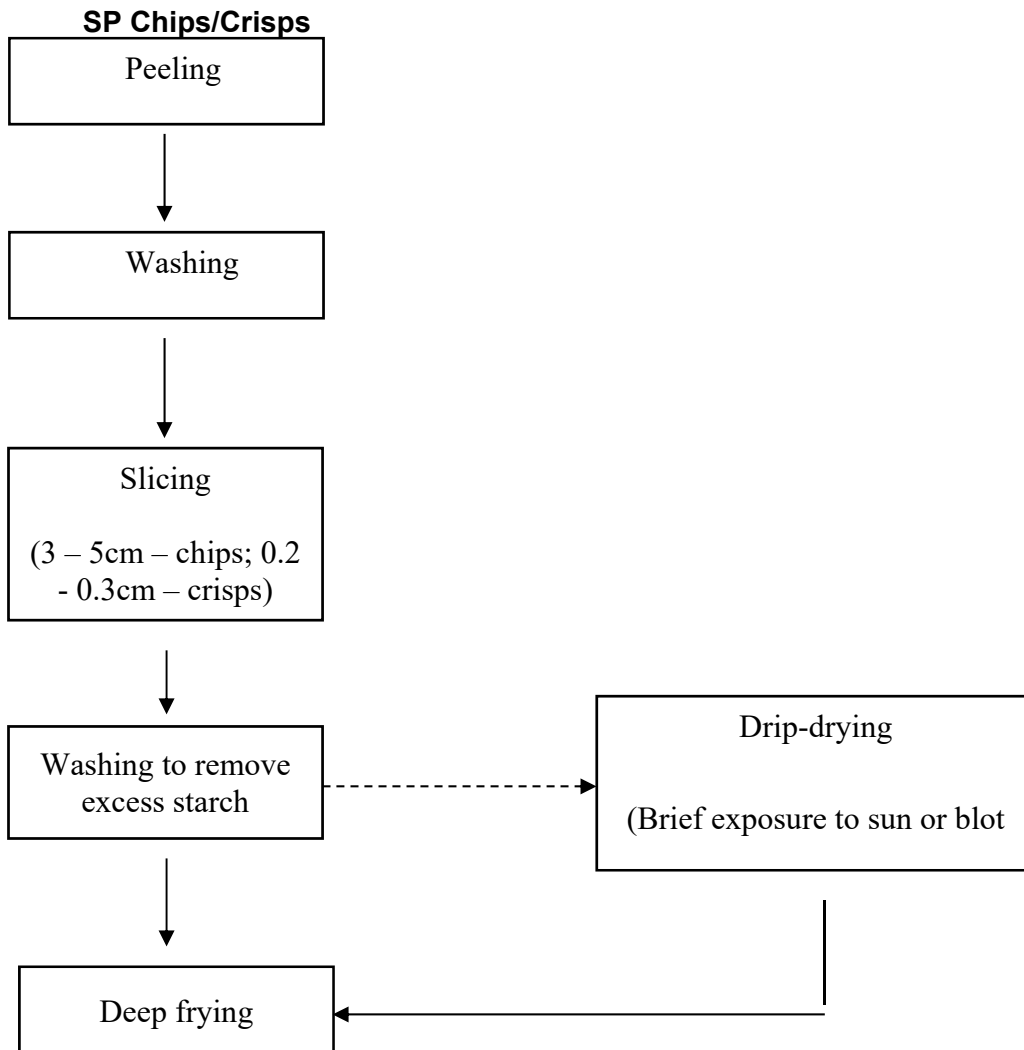 SP Chips/Crisps
Peeling
Washing
Slicing
(3 – 5cm – chips; 0.2
- 0.3cm – crisps)
Washing to remove
excess starch
Drip-drying
(Brief exposure to sun or blot
Deep frying